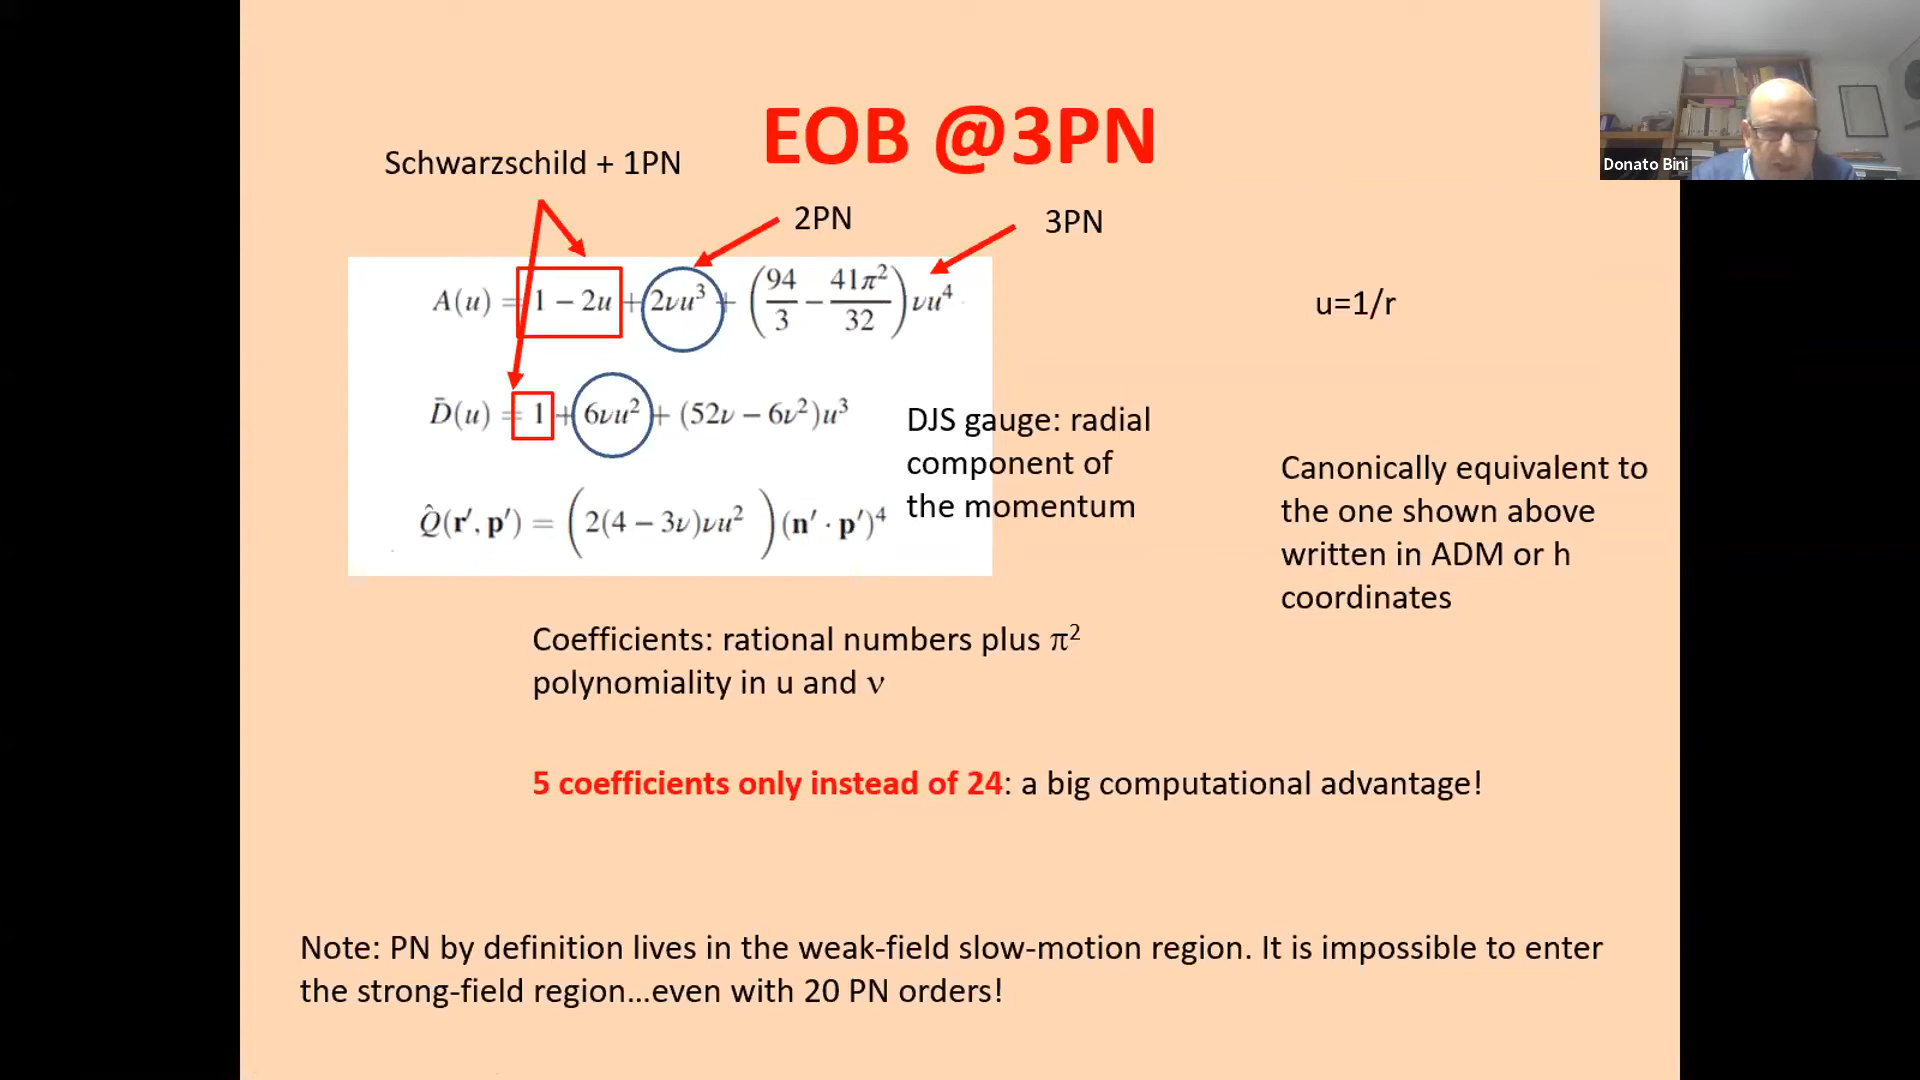 EOB @3PN
Schwarzschild + 1PN
2PN
3PN
A(u) = 1 − 2u + 2νu³ + (94/3 − 41π²/32) νu⁴
u=1/r
D̄(u) = 1 + 6νu² + (52ν − 6ν²)u³
Q̂(r′, p′) = (2(4 − 3ν)νu² )(n′ · p′)⁴
DJS gauge: radial
component of
the momentum
Canonically equivalent to
the one shown above
written in ADM or h
coordinates
Coefficients: rational numbers plus π²
polynomiality in u and ν
5 coefficients only instead of 24: a big computational advantage!
Note: PN by definition lives in the weak-field slow-motion region. It is impossible to enter
the strong-field region…even with 20 PN orders!
Donato Bini